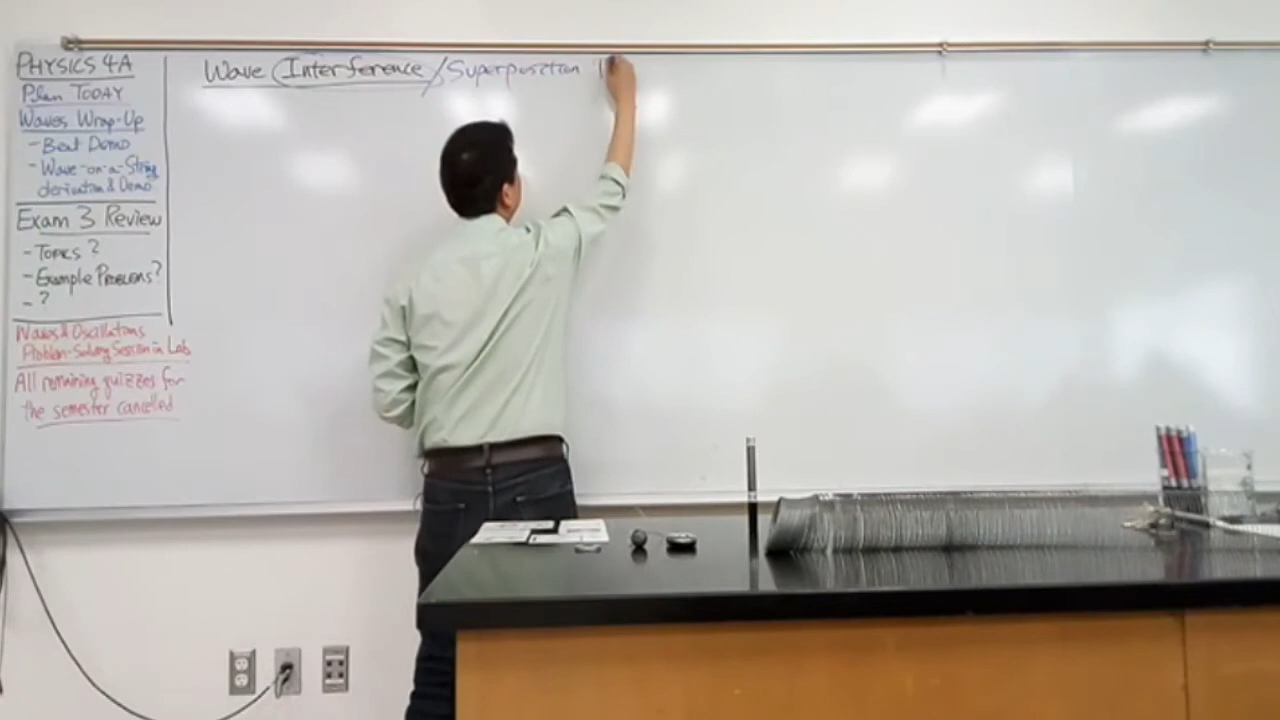 PHYSICS 4A
Plan TODAY
Waves Wrap-Up
- Beat Demo
- Wave-on-a-String
derivation & Demo
Exam 3 Review
- Topics?
- Example Problems?
- ?
Waves & Oscillations
Problem-Solving Session in Lab
All remaining quizzes for
the semester cancelled
Wave (Interference/Superposition